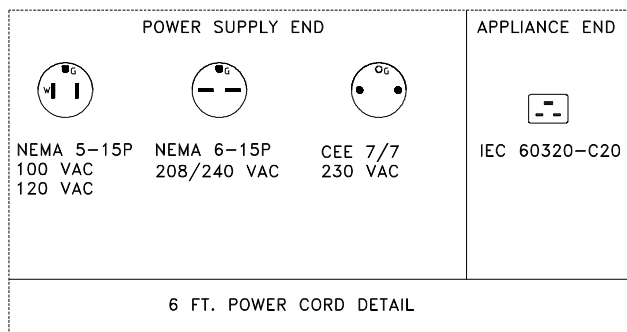 POWER SUPPLY END
APPLIANCE END
G
W
G
G
NEMA 5-15P
100 VAC
120 VAC
NEMA 6-15P
208/240 VAC
CEE 7/7
230 VAC
IEC 60320-C20
6 FT. POWER CORD DETAIL